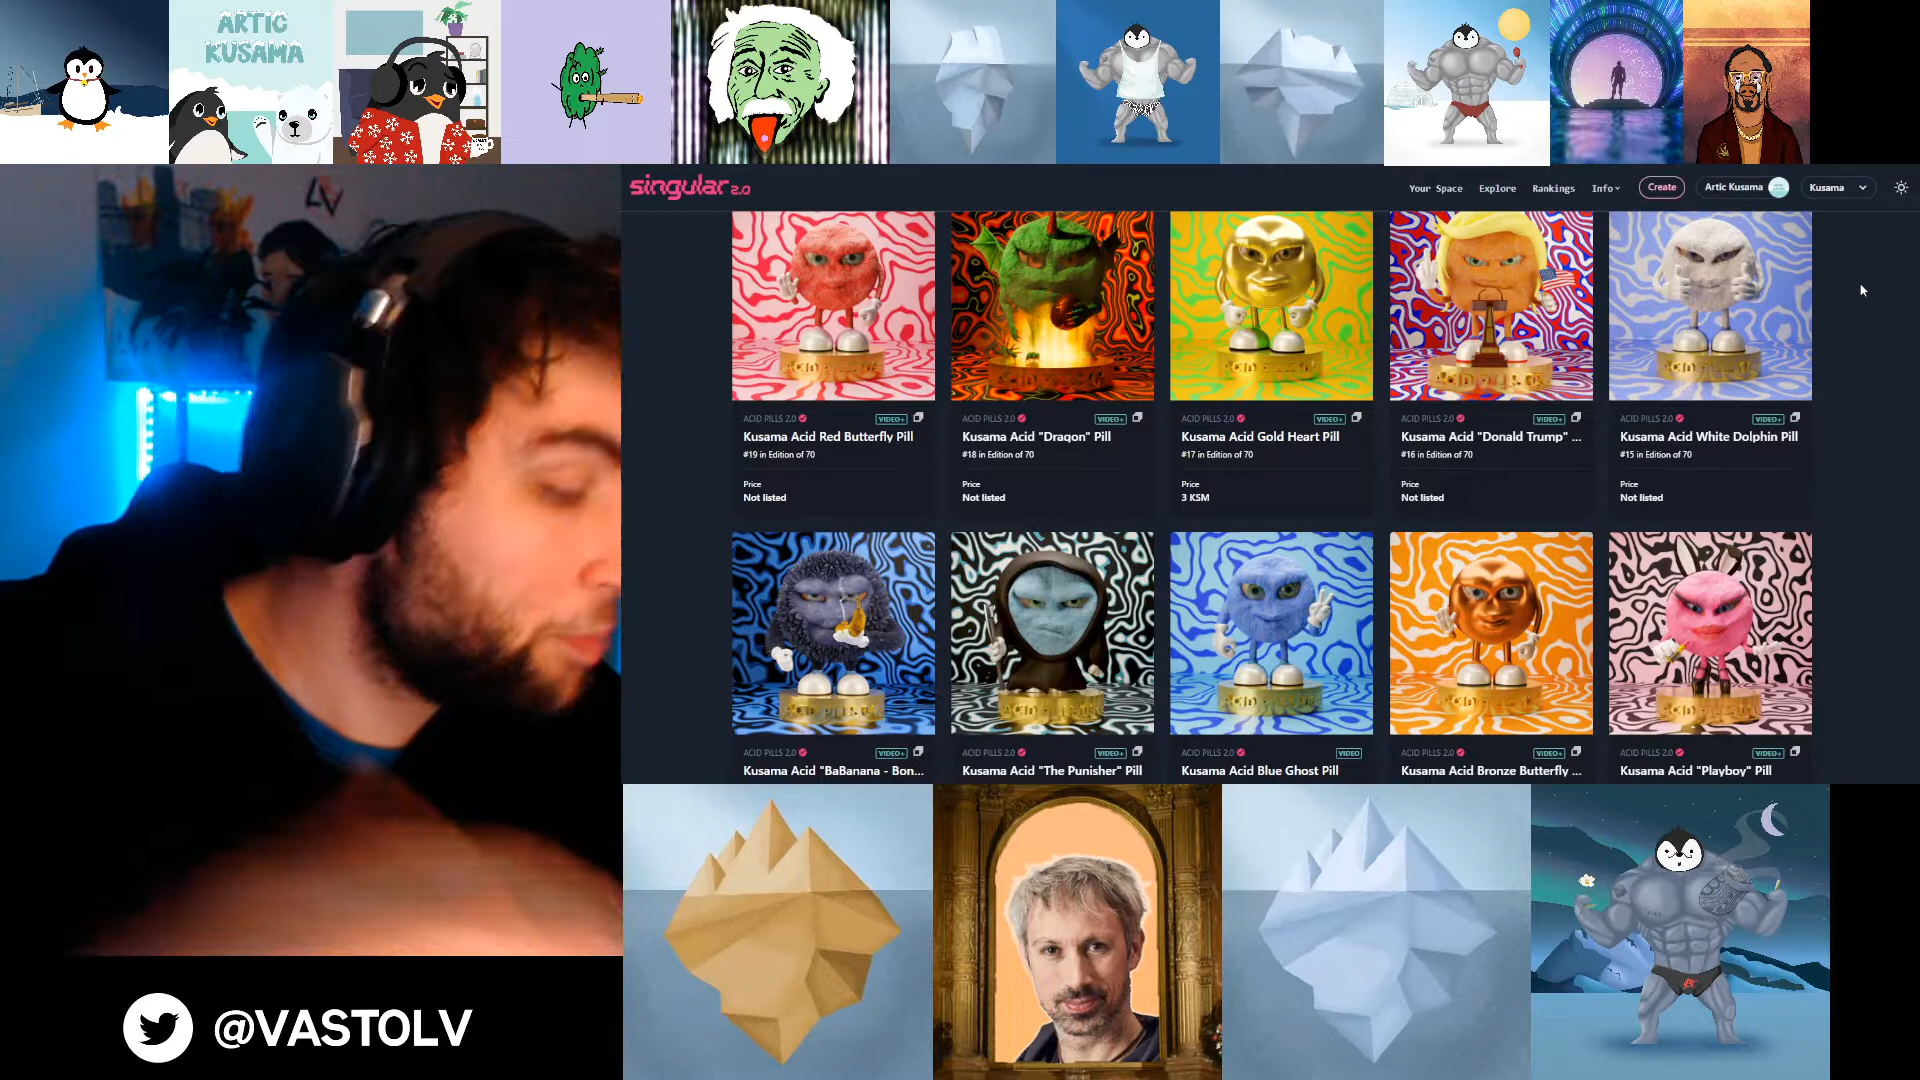 ARTIC
KUSAMA
singular 2.0
Your Space
Explore
Rankings
Info
Create
Artic Kusama
Kusama
ACID PILLS 2.0
VIDEO+
Kusama Acid Red Butterfly Pill
#19 in Edition of 70
Price
Not listed
ACID PILLS 2.0
VIDEO+
Kusama Acid "Dragon" Pill
#18 in Edition of 70
Price
Not listed
ACID PILLS 2.0
VIDEO+
Kusama Acid Gold Heart Pill
#17 in Edition of 70
Price
3 KSM
ACID PILLS 2.0
VIDEO+
Kusama Acid "Donald Trump" ...
#16 in Edition of 70
Price
Not listed
ACID PILLS 2.0
VIDEO+
Kusama Acid White Dolphin Pill
#15 in Edition of 70
Price
Not listed
ACID PILLS 2.0
VIDEO+
Kusama Acid "BaBanana - Bon...
ACID PILLS 2.0
VIDEO+
Kusama Acid "The Punisher" Pill
ACID PILLS 2.0
VIDEO
Kusama Acid Blue Ghost Pill
ACID PILLS 2.0
VIDEO+
Kusama Acid Bronze Butterfly ...
ACID PILLS 2.0
VIDEO+
Kusama Acid "Playboy" Pill
@VASTOLV